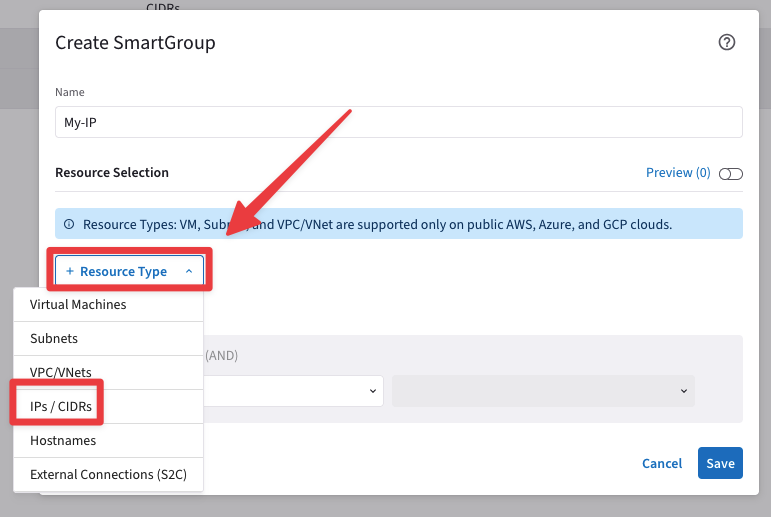 CIDRs
Create SmartGroup
Name
My-IP
Resource Selection
Preview (0)
Resource Types: VM, Subnet, and VPC/VNet are supported only on public AWS, Azure, and GCP clouds.
+ Resource Type
Virtual Machines
Subnets
VPC/VNets
(AND)
IPs / CIDRs
Hostnames
External Connections (S2C)
Cancel
Save